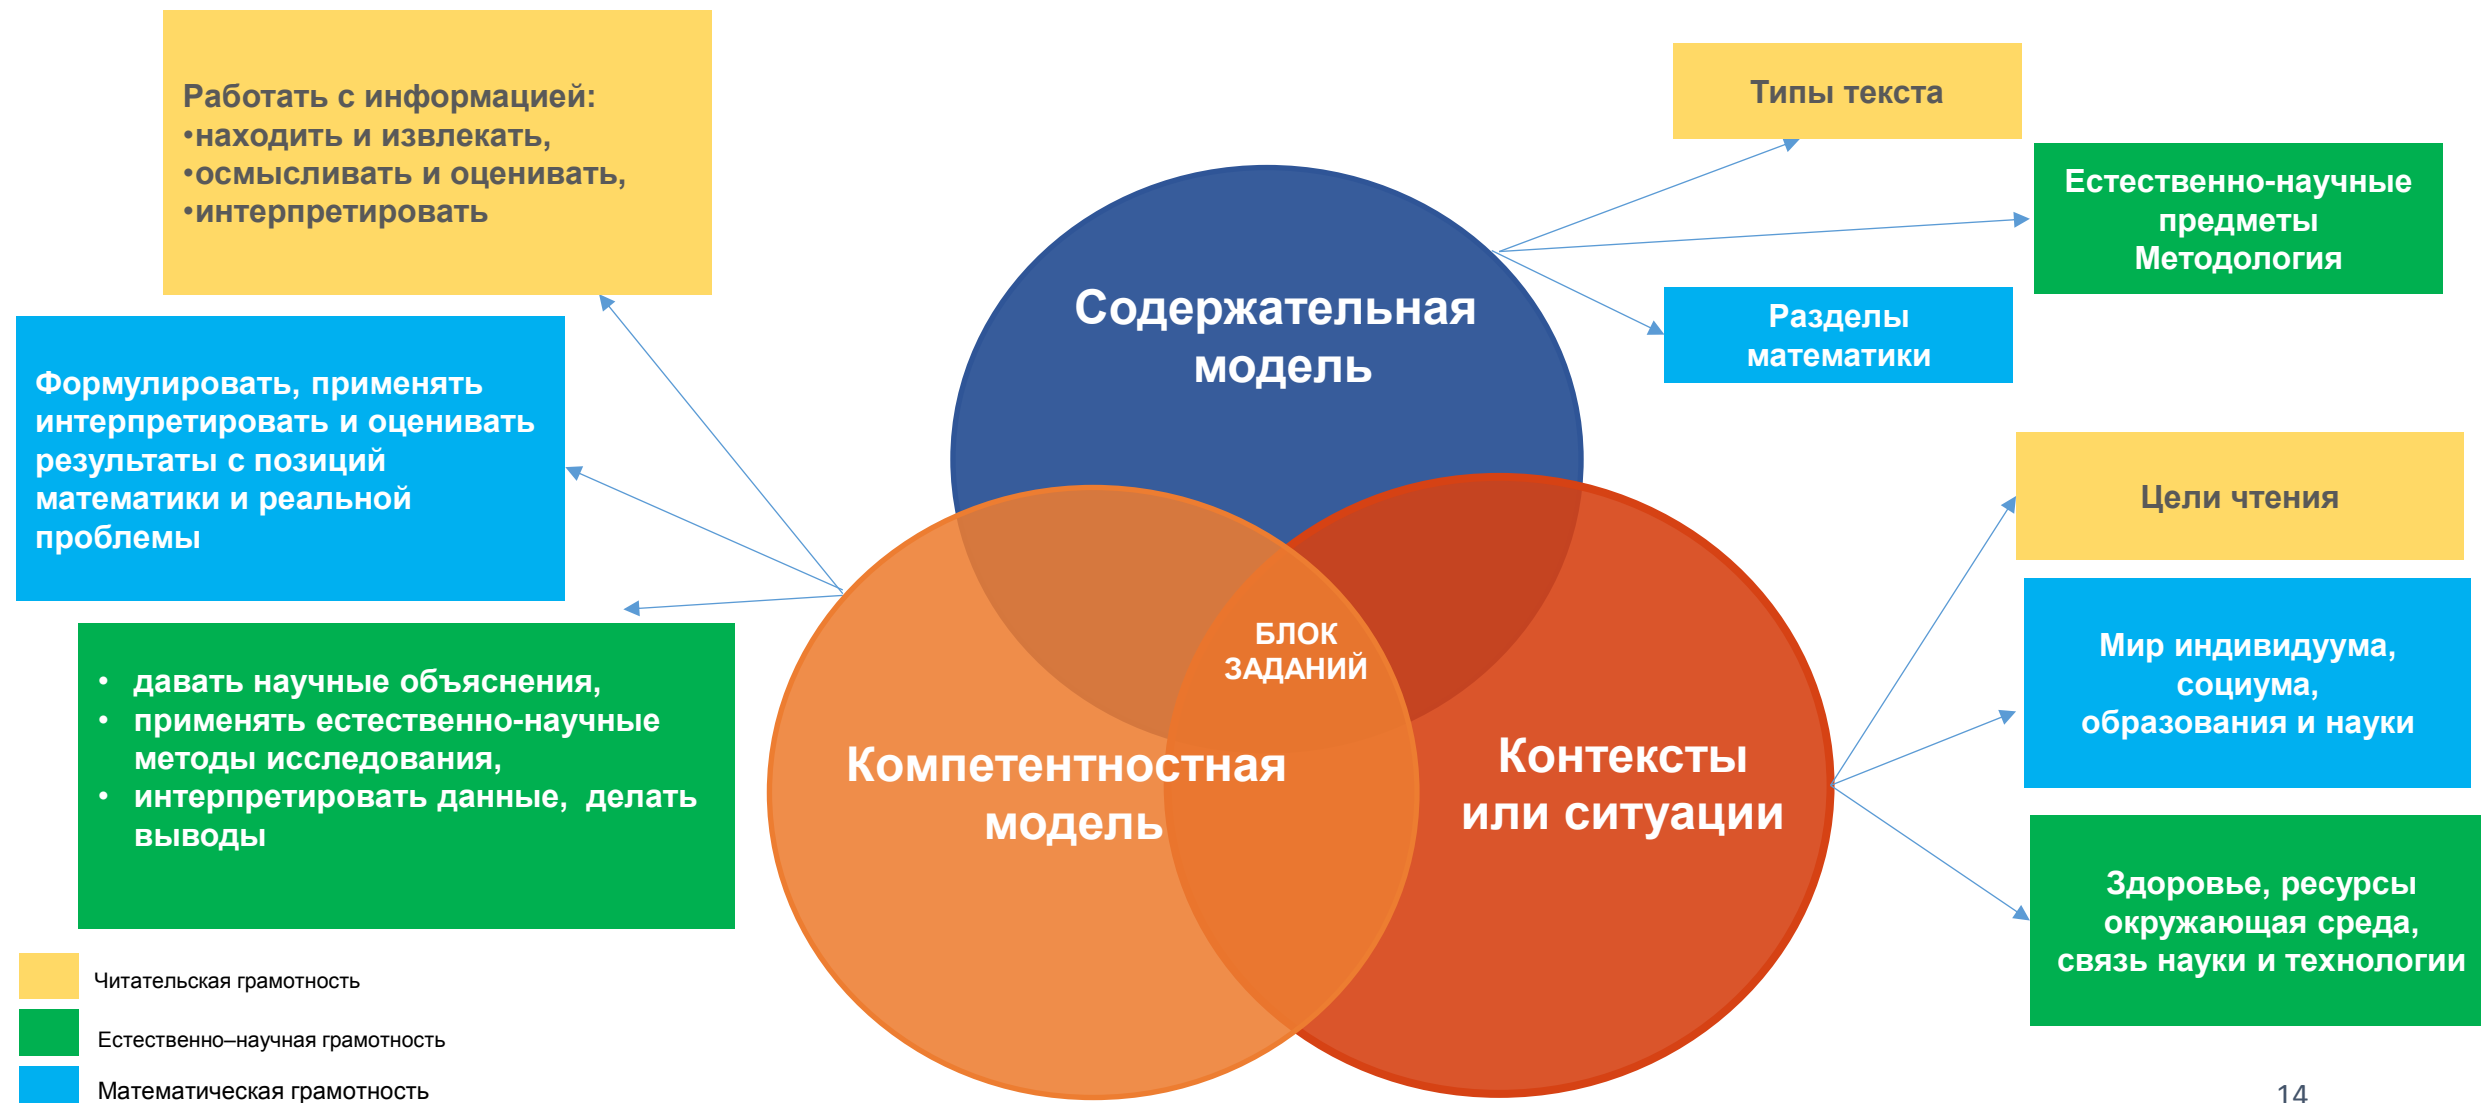 Работать с информацией:
•находить и извлекать,
•осмысливать и оценивать,
•интерпретировать
Формулировать, применять
интерпретировать и оценивать
результаты с позиций
математики и реальной
проблемы
• давать научные объяснения,
• применять естественно-научные
методы исследования,
• интерпретировать данные, делать
выводы
Читательская грамотность
Естественно–научная грамотность
Математическая грамотность
Содержательная
модель
БЛОК
ЗАДАНИЙ
Компетентностная
модель
Контексты
или ситуации
Типы текста
Естественно-научные
предметы
Методология
Разделы
математики
Цели чтения
Мир индивидуума,
социума,
образования и науки
Здоровье, ресурсы
окружающая среда,
связь науки и технологии
14